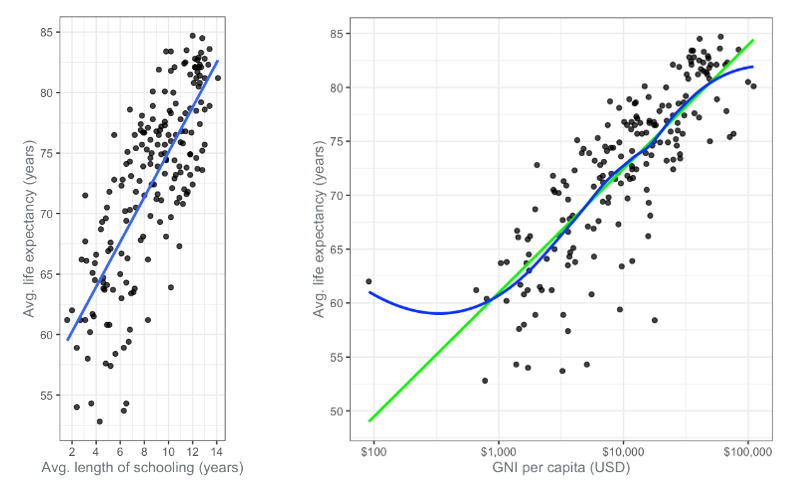 85
80
75
70
65
60
55
Avg. life expectancy (years)
2 4 6 8 10 12 14
Avg. length of schooling (years)
85
80
75
70
65
60
55
50
Avg. life expectancy (years)
$100 $1,000 $10,000 $100,000
GNI per capita (USD)